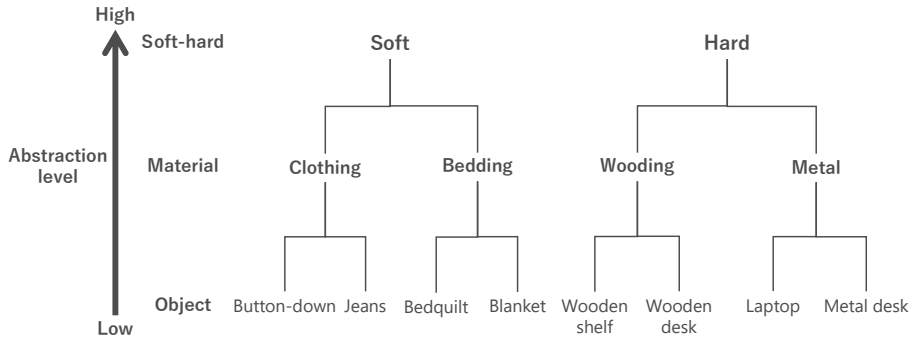 High
Soft-hard
Soft
Hard
Abstraction
level
Material
Clothing
Bedding
Wooding
Metal
Object
Button-down
Jeans
Bedquilt
Blanket
Wooden
shelf
Wooden
desk
Laptop
Metal desk
Low